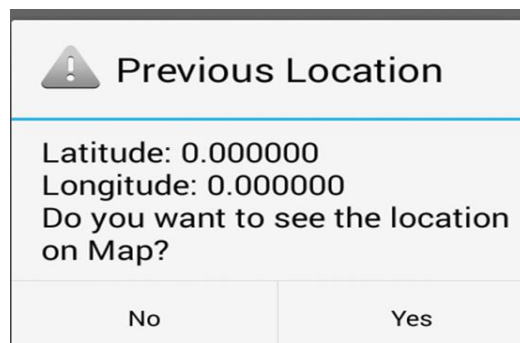 Previous Location
Latitude: 0.000000
Longitude: 0.000000
Do you want to see the location
on Map?
No
Yes